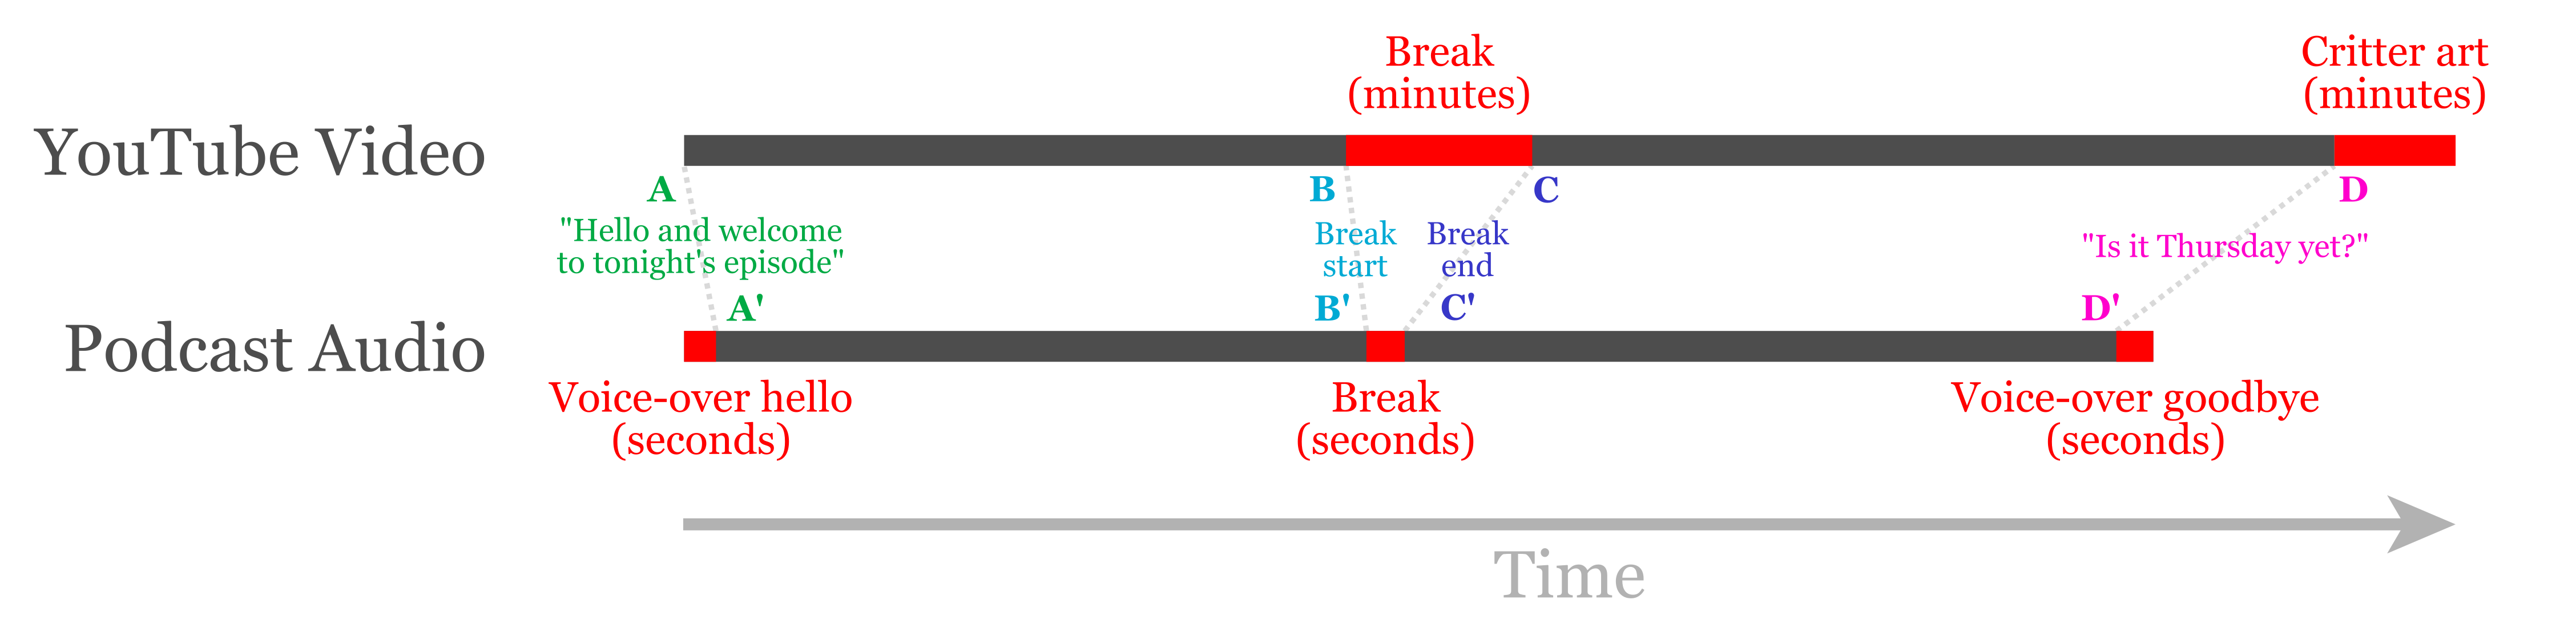 Break
(minutes)
Critter art
(minutes)
YouTube Video
A
B
C
D
"Hello and welcome
to tonight's episode"
Break
start
Break
end
"Is it Thursday yet?"
A'
B'
C'
D'
Podcast Audio
Voice-over hello
(seconds)
Break
(seconds)
Voice-over goodbye
(seconds)
Time